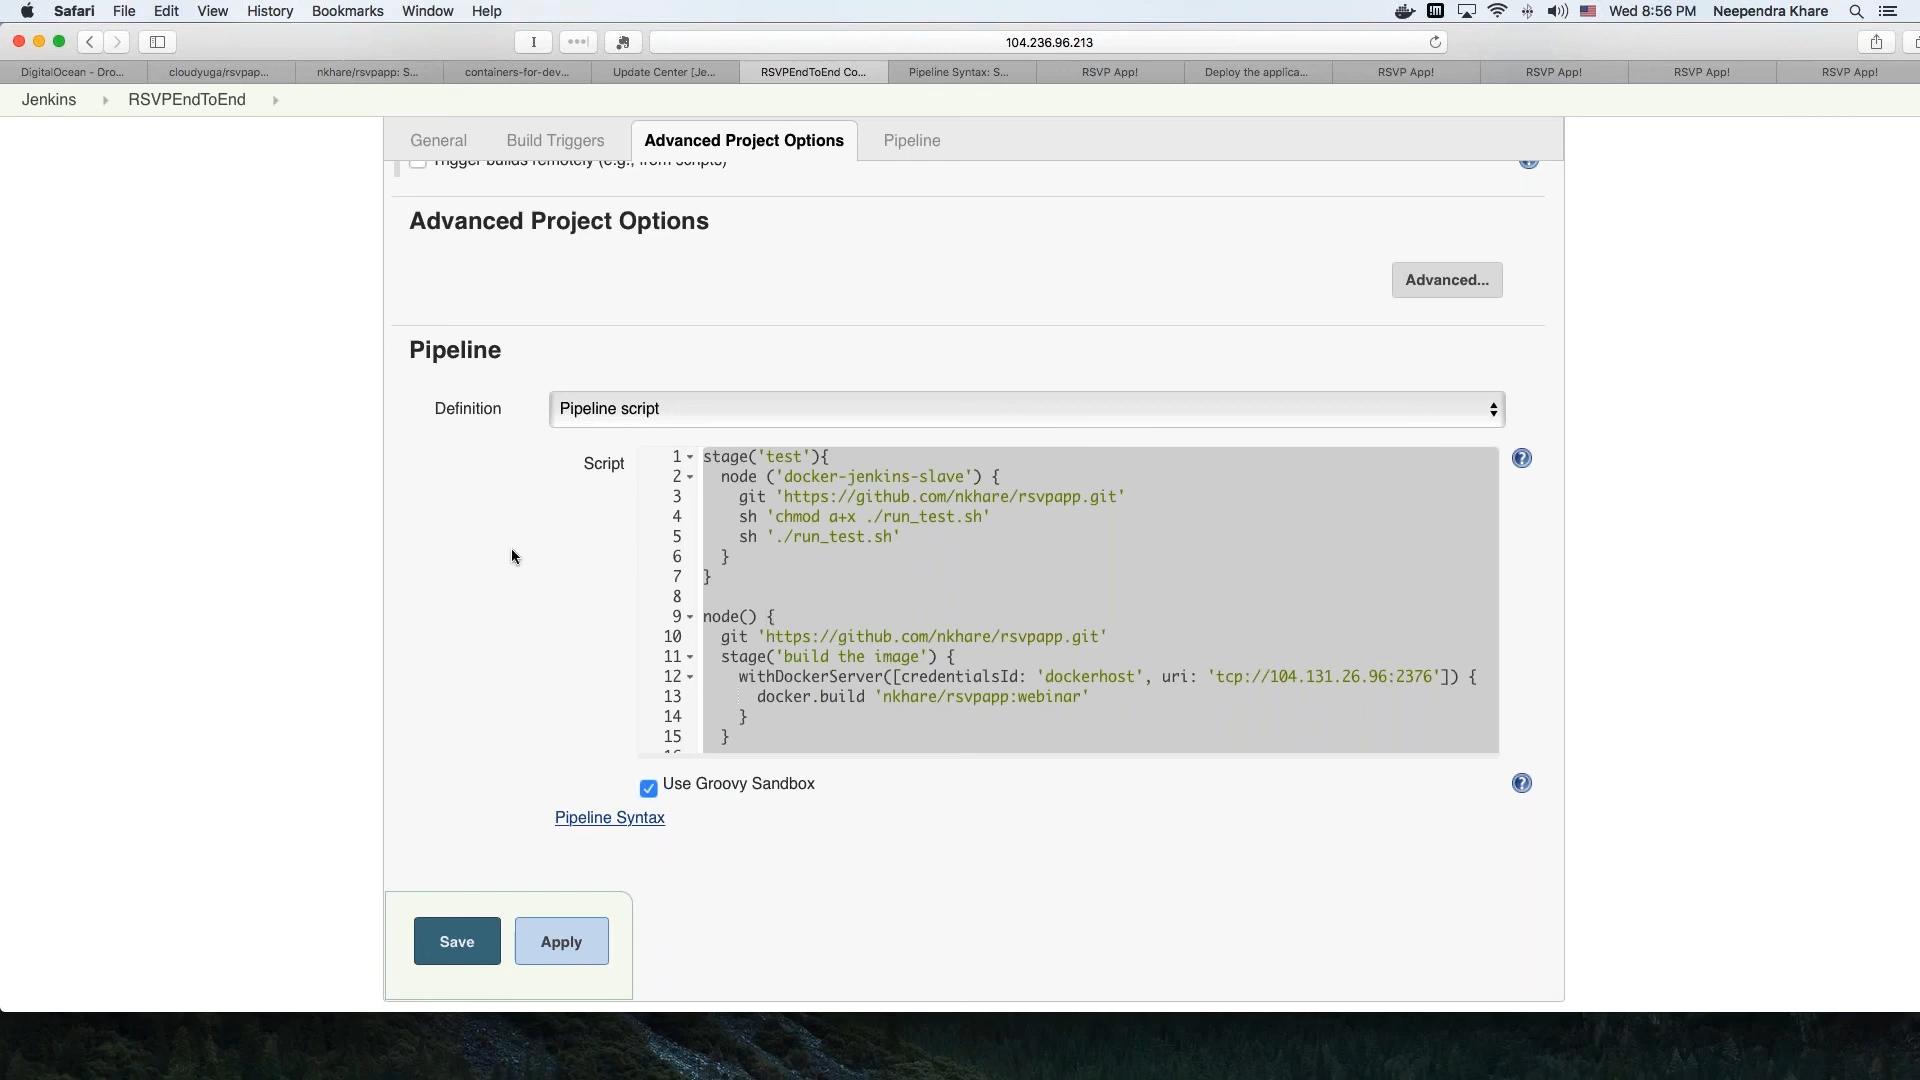 Safari File Edit View History Bookmarks Window Help Wed 8:56 PM Neependra Khare
104.236.96.213
DigitalOcean - Dro... cloudyuga/rsvpap... nkhare/rsvpapp: S... containers-for-dev... Update Center [Je... RSVPEndToEnd Co... Pipeline Syntax: S... RSVP App! Deploy the applica... RSVP App! RSVP App! RSVP App! RSVP App!
Jenkins RSVPEndToEnd
General Build Triggers Advanced Project Options Pipeline
Trigger builds remotely (e.g., from scripts)
Advanced Project Options
Advanced...
Pipeline
Definition Pipeline script
Script
1 stage('test'){
2 node ('docker-jenkins-slave') {
3 git 'https://github.com/nkhare/rsvpapp.git'
4 sh 'chmod a+x ./run_test.sh'
5 sh './run_test.sh'
6 }
7 }
8
9 node() {
10 git 'https://github.com/nkhare/rsvpapp.git'
11 stage('build the image') {
12 withDockerServer([credentialsId: 'dockerhost', uri: 'tcp://104.131.26.96:2376']) {
13 docker.build 'nkhare/rsvpapp:webinar'
14 }
15 }
Use Groovy Sandbox
Pipeline Syntax
Save Apply